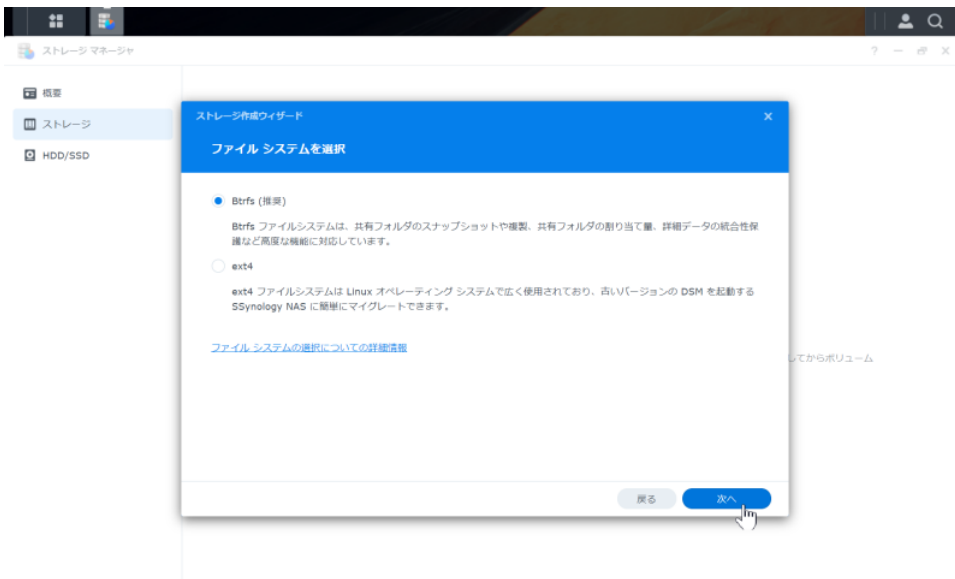 ストレージ マネージャ
? - X
概要
ストレージ
HDD/SSD
ストレージ作成ウィザード
ファイル システムを選択
Btrfs (推奨)
Btrfs ファイルシステムは、共有フォルダのスナップショットや複製、共有フォルダの割り当て量、詳細データの統合性保
護など高度な機能に対応しています。
ext4
ext4 ファイルシステムは Linux オペレーティング システムで広く使用されており、古いバージョンの DSM を起動する
SSynology NAS に簡単にマイグレートできます。
ファイル システムの選択についての詳細情報
してからボリューム
戻る
次へ